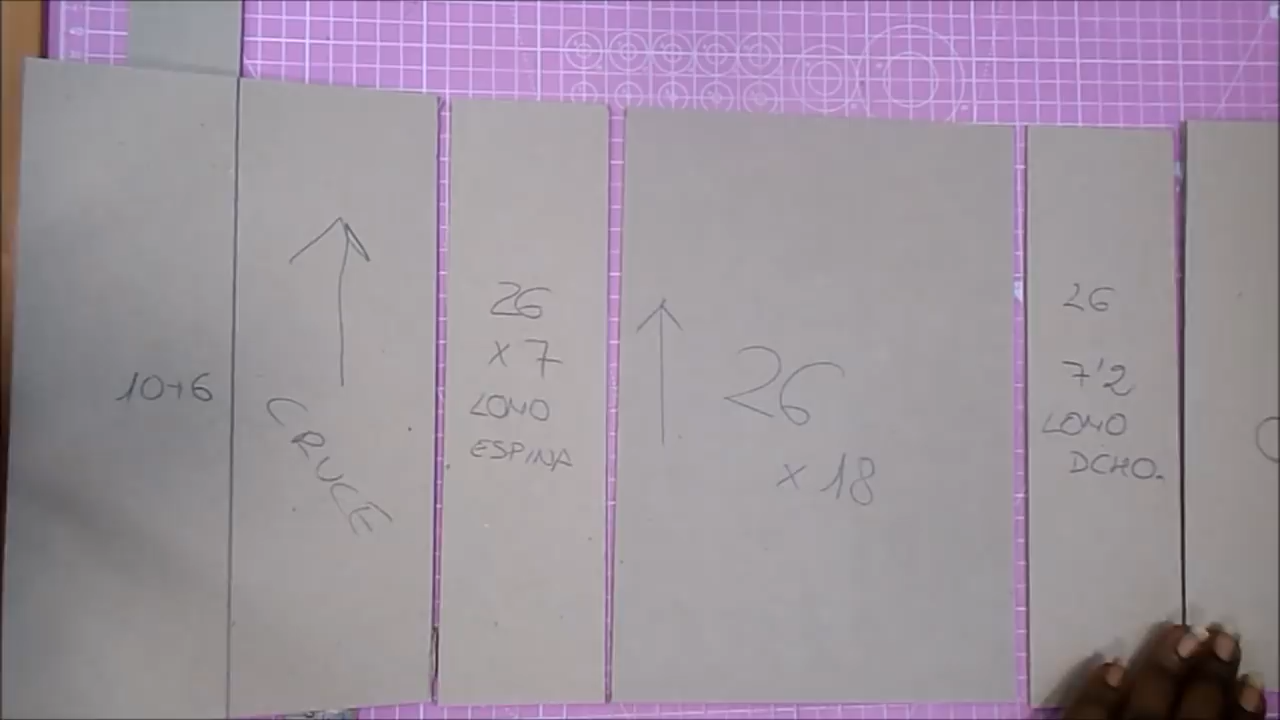 10+6
CRUCE
26
x 7
LOMO
ESPINA
26
x 18
26
7'2
LOMO
DCHO.